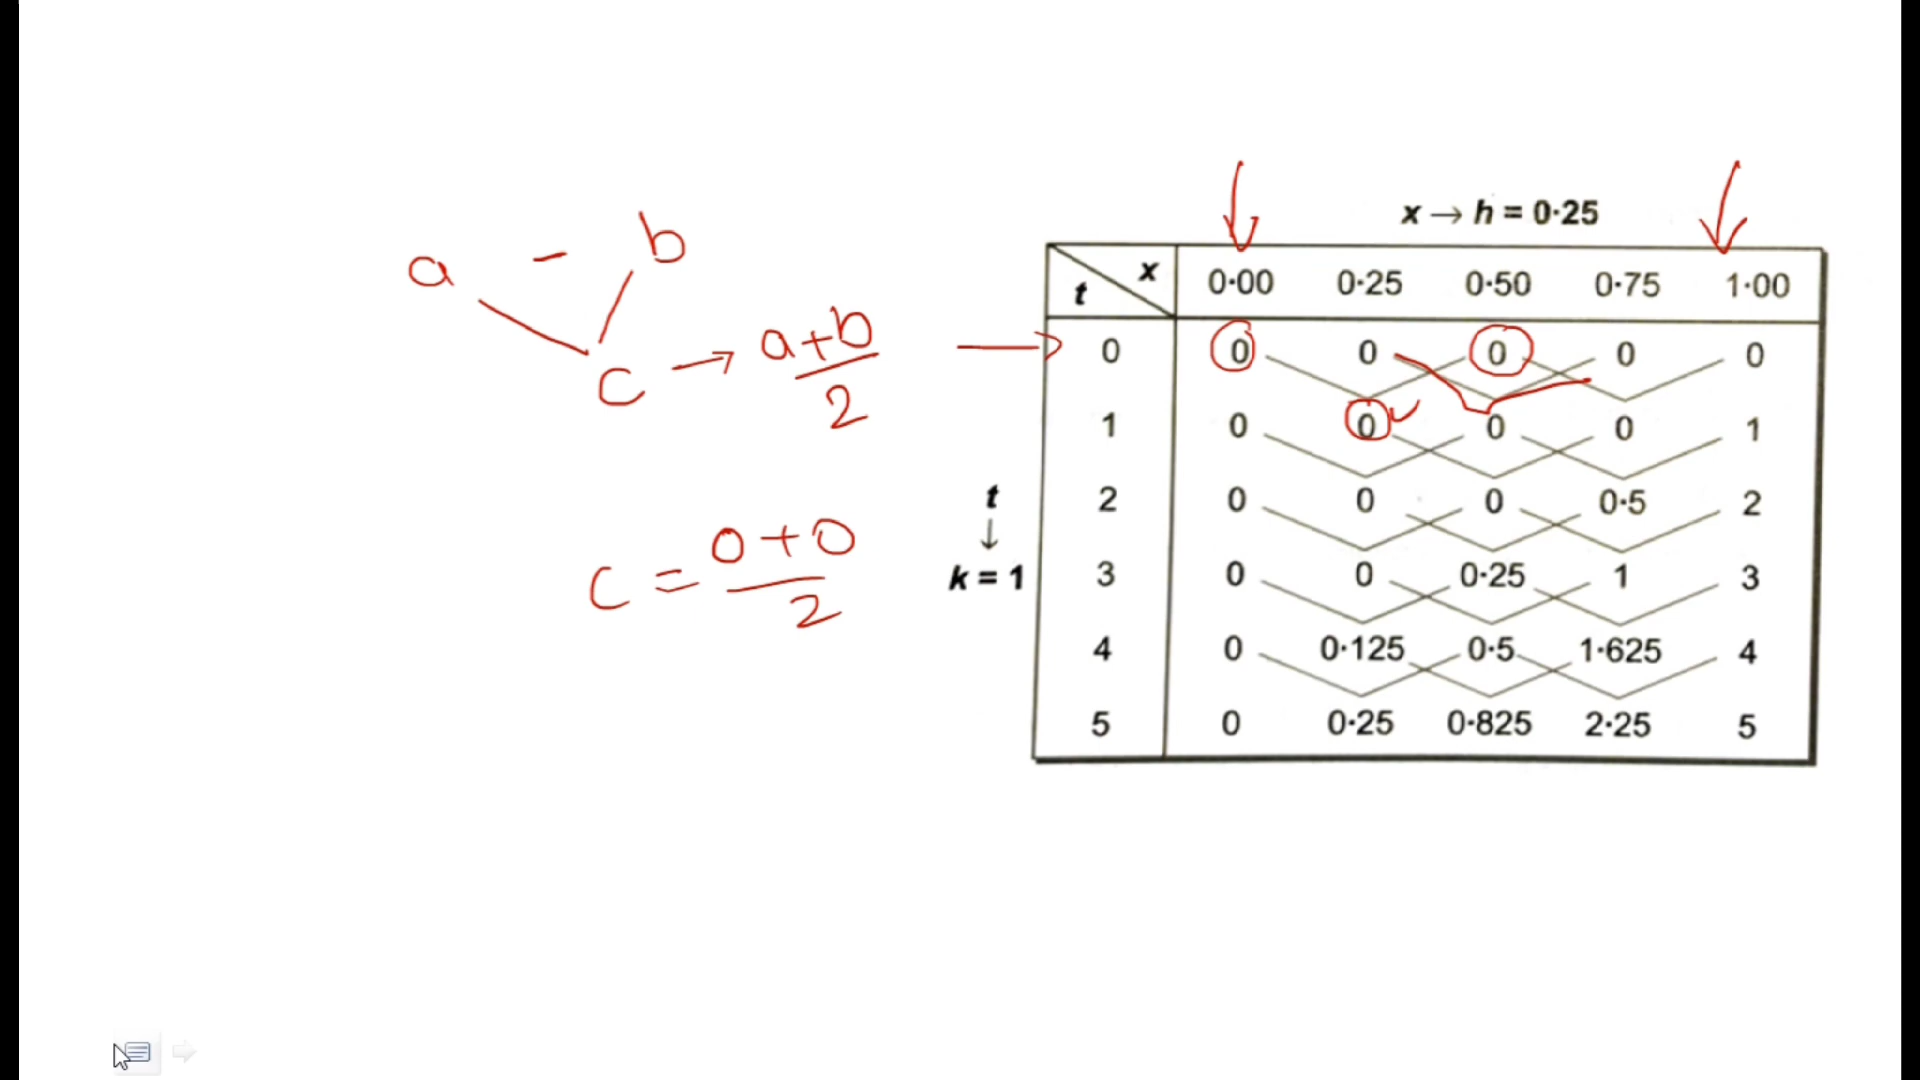 a - b
c → a+b
2
c = 0+0
2
x → h = 0·25
t x 0·00 0·25 0·50 0·75 1·00
0 0 0 0 0 0
1 0 0 0 0 1
2 0 0 0 0·5 2
3 0 0 0·25 1 3
4 0 0·125 0·5 1·625 4
5 0 0·25 0·825 2·25 5
t
↓
k = 1